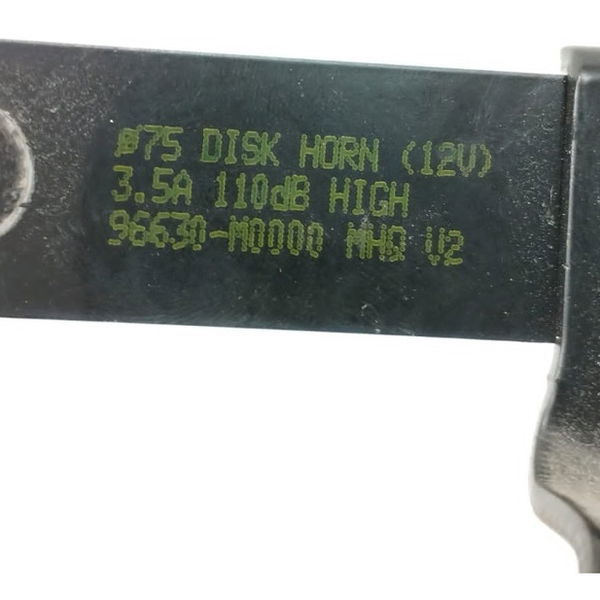 ø75 DISK HORN (12V)
3.5A 110dB HIGH
96630-M0000 MHQ V2